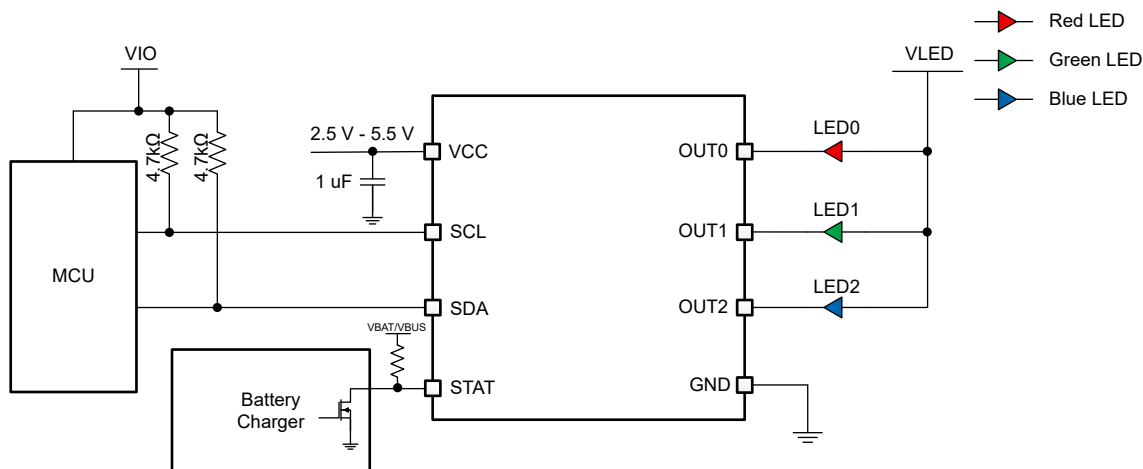 Red LED
VIO
VLED
Green LED
Blue LED
4.7kΩ
4.7kΩ
2.5 V - 5.5 V
VCC
OUT0
LED0
1 uF
LED1
SCL
OUT1
MCU
LED2
SDA
OUT2
VBAT/VBUS
STAT
GND
Battery
Charger